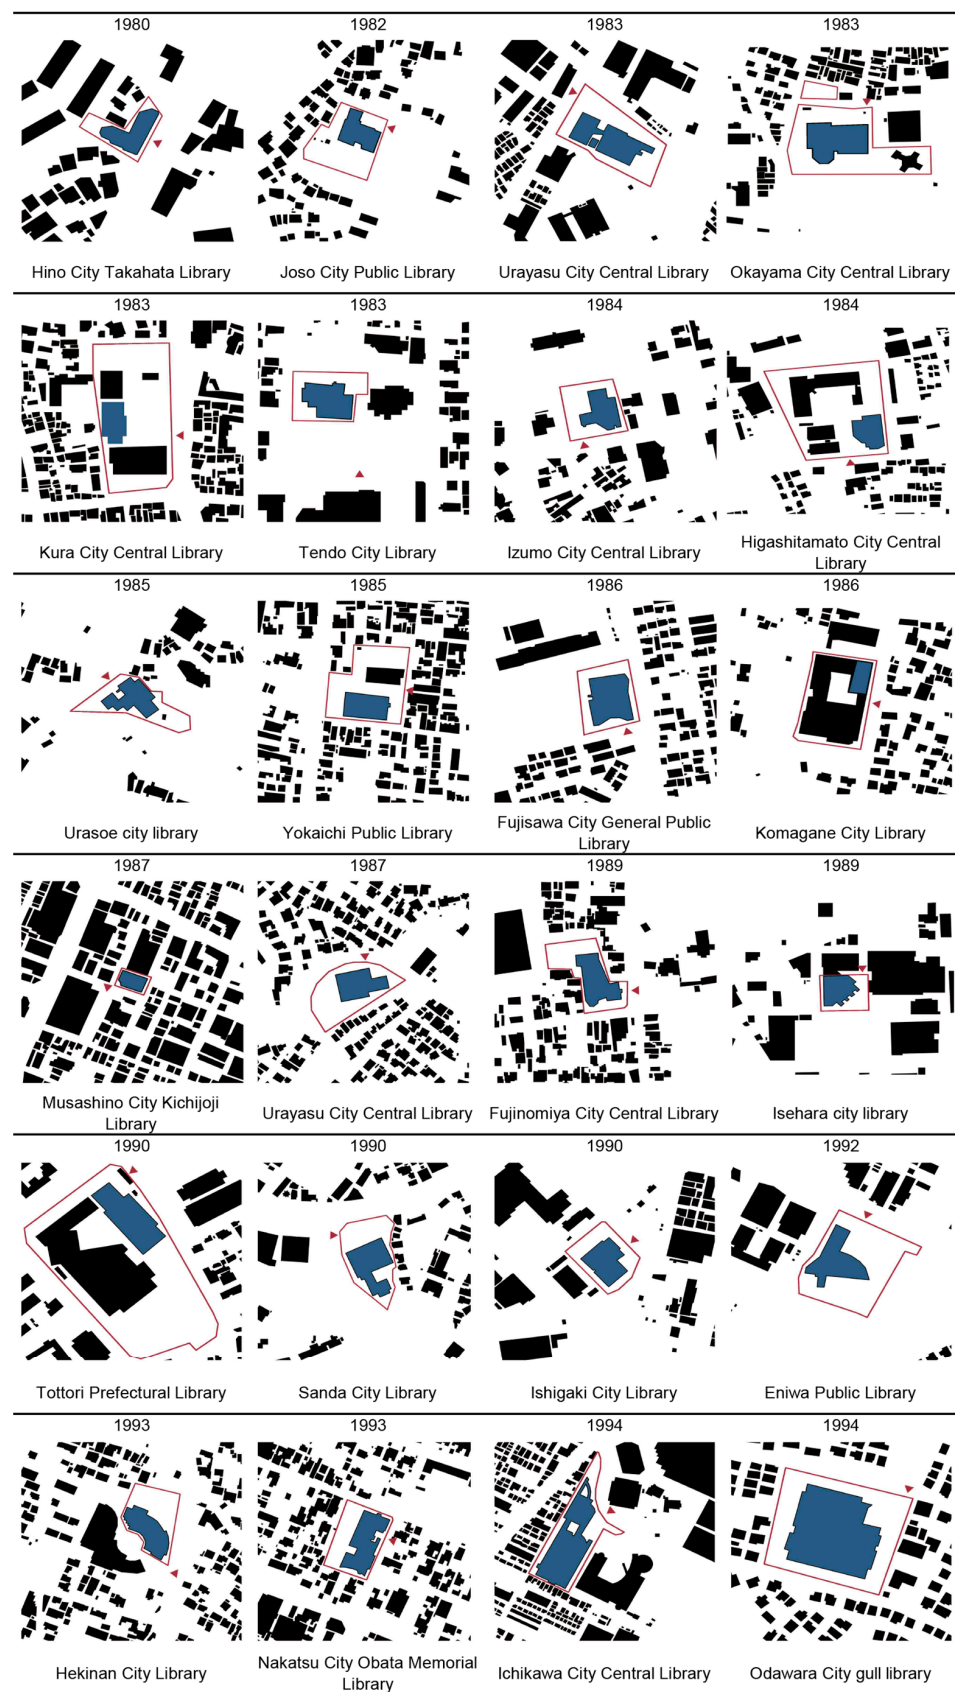 1980
1982
1983
1983
Hino City Takahata Library
Joso City Public Library
Urayasu City Central Library
Okayama City Central Library
1983
1983
1984
1984
Kura City Central Library
Tendo City Library
Izumo City Central Library
Higashitamato City Central
Library
1985
1985
1986
1986
Urasoe city library
Yokaichi Public Library
Fujisawa City General Public
Library
Komagane City Library
1987
1987
1989
1989
Musashino City Kichijoji
Library
Urayasu City Central Library
Fujinomiya City Central Library
Isehara city library
1990
1990
1990
1992
Tottori Prefectural Library
Sanda City Library
Ishigaki City Library
Eniwa Public Library
1993
1993
1994
1994
Hekinan City Library
Nakatsu City Obata Memorial
Library
Ichikawa City Central Library
Odawara City gull library